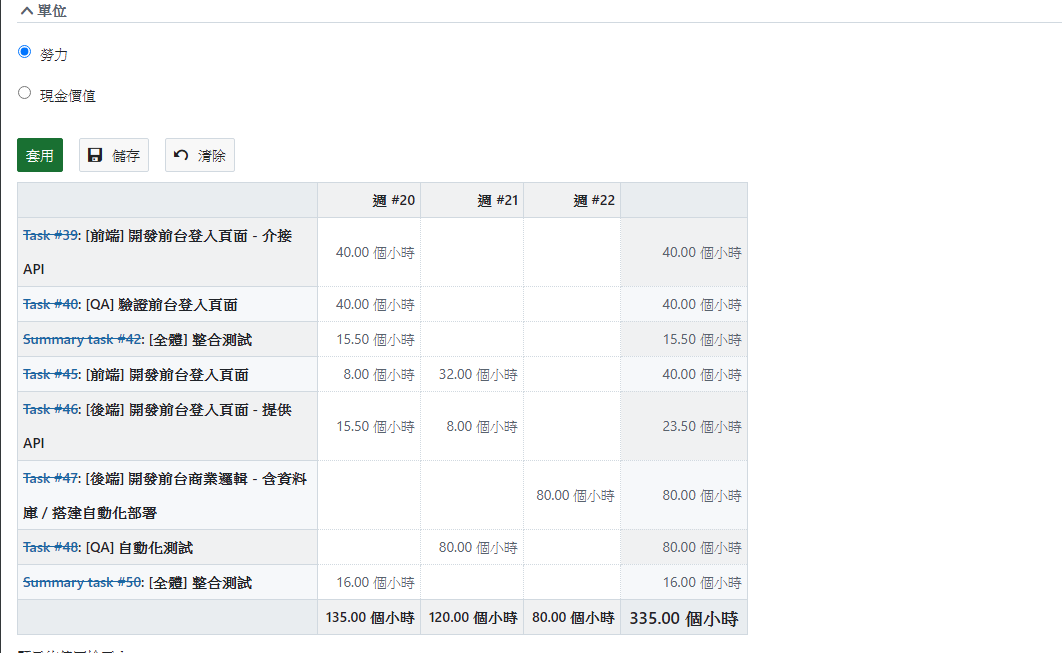 單位
勞力
現金價值
套用 儲存 清除
週 #20 週 #21 週 #22
Task #39: [前端] 開發前台登入頁面 - 介接
API
40.00 個小時 40.00 個小時
Task #40: [QA] 驗證前台登入頁面 40.00 個小時 40.00 個小時
Summary task #42: [全體] 整合測試 15.50 個小時 15.50 個小時
Task #45: [前端] 開發前台登入頁面 8.00 個小時 32.00 個小時 40.00 個小時
Task #46: [後端] 開發前台登入頁面 - 提供
API
15.50 個小時 8.00 個小時 23.50 個小時
Task #47: [後端] 開發前台商業邏輯 - 含資料
庫 / 搭建自動化部署
80.00 個小時 80.00 個小時
Task #48: [QA] 自動化測試 80.00 個小時 80.00 個小時
Summary task #50: [全體] 整合測試 16.00 個小時 16.00 個小時
135.00 個小時 120.00 個小時 80.00 個小時 335.00 個小時